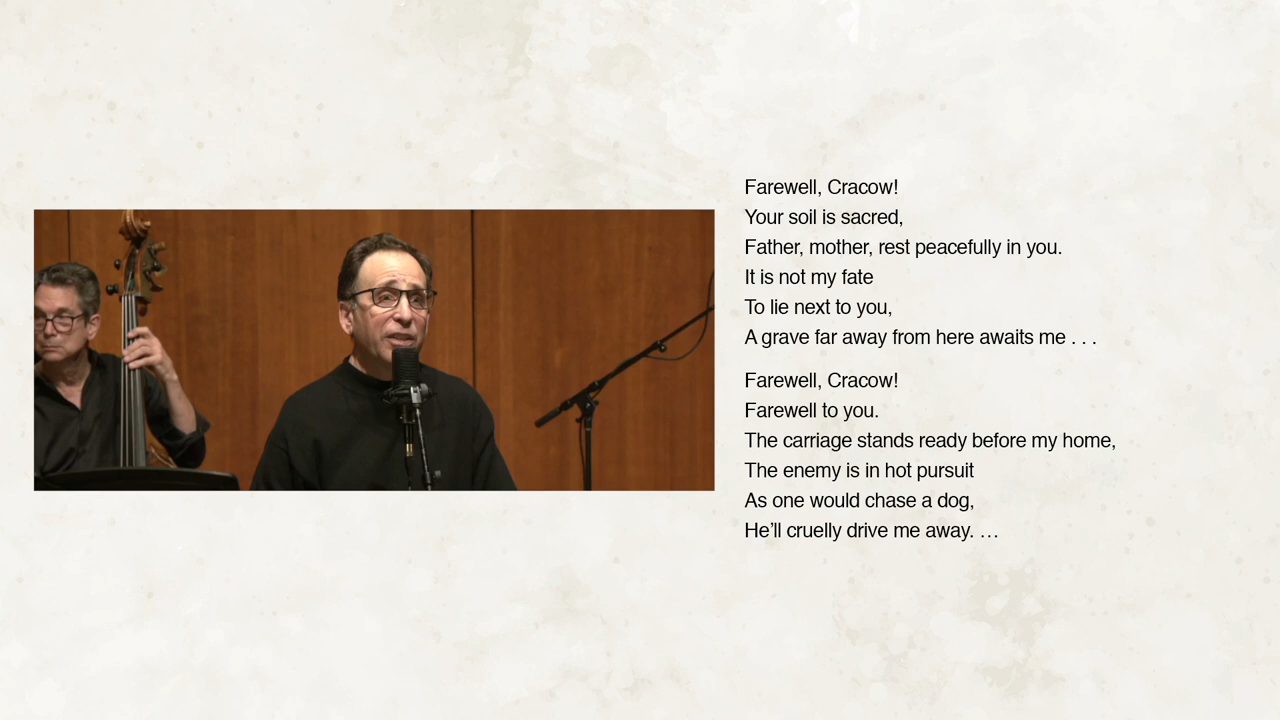 Farewell, Cracow!
Your soil is sacred,
Father, mother, rest peacefully in you.
It is not my fate
To lie next to you,
A grave far away from here awaits me . . .
Farewell, Cracow!
Farewell to you.
The carriage stands ready before my home,
The enemy is in hot pursuit
As one would chase a dog,
He’ll cruelly drive me away. …